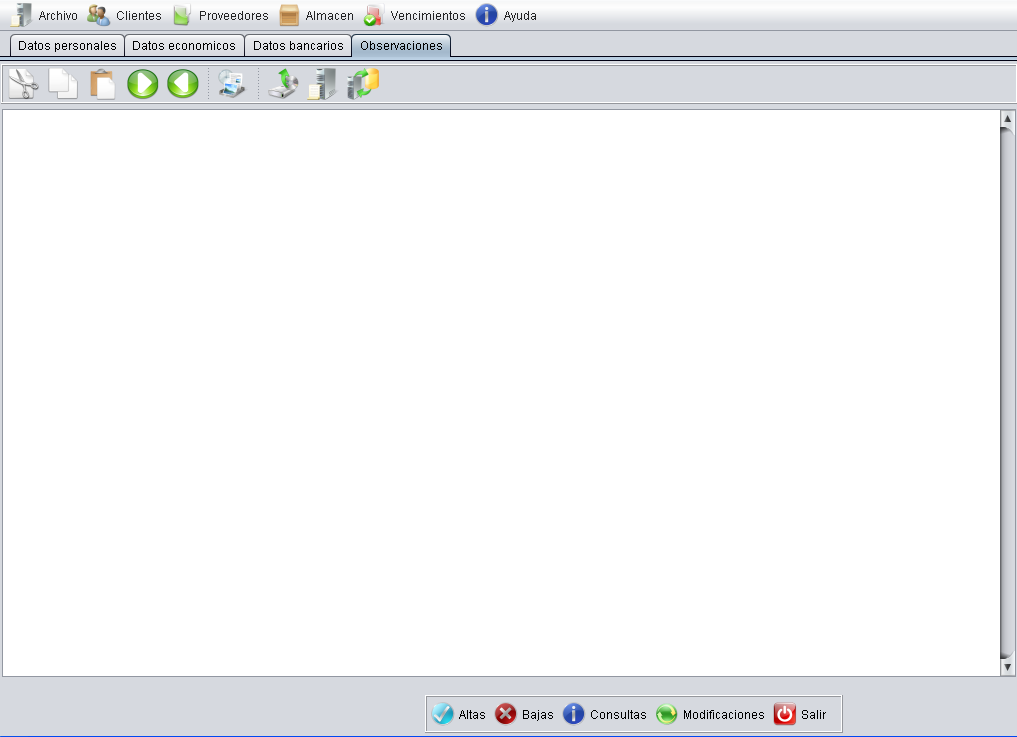 Archivo Clientes Proveedores Almacen Vencimientos Ayuda
Datos personales Datos economicos Datos bancarios Observaciones
Altas Bajas Consultas Modificaciones Salir